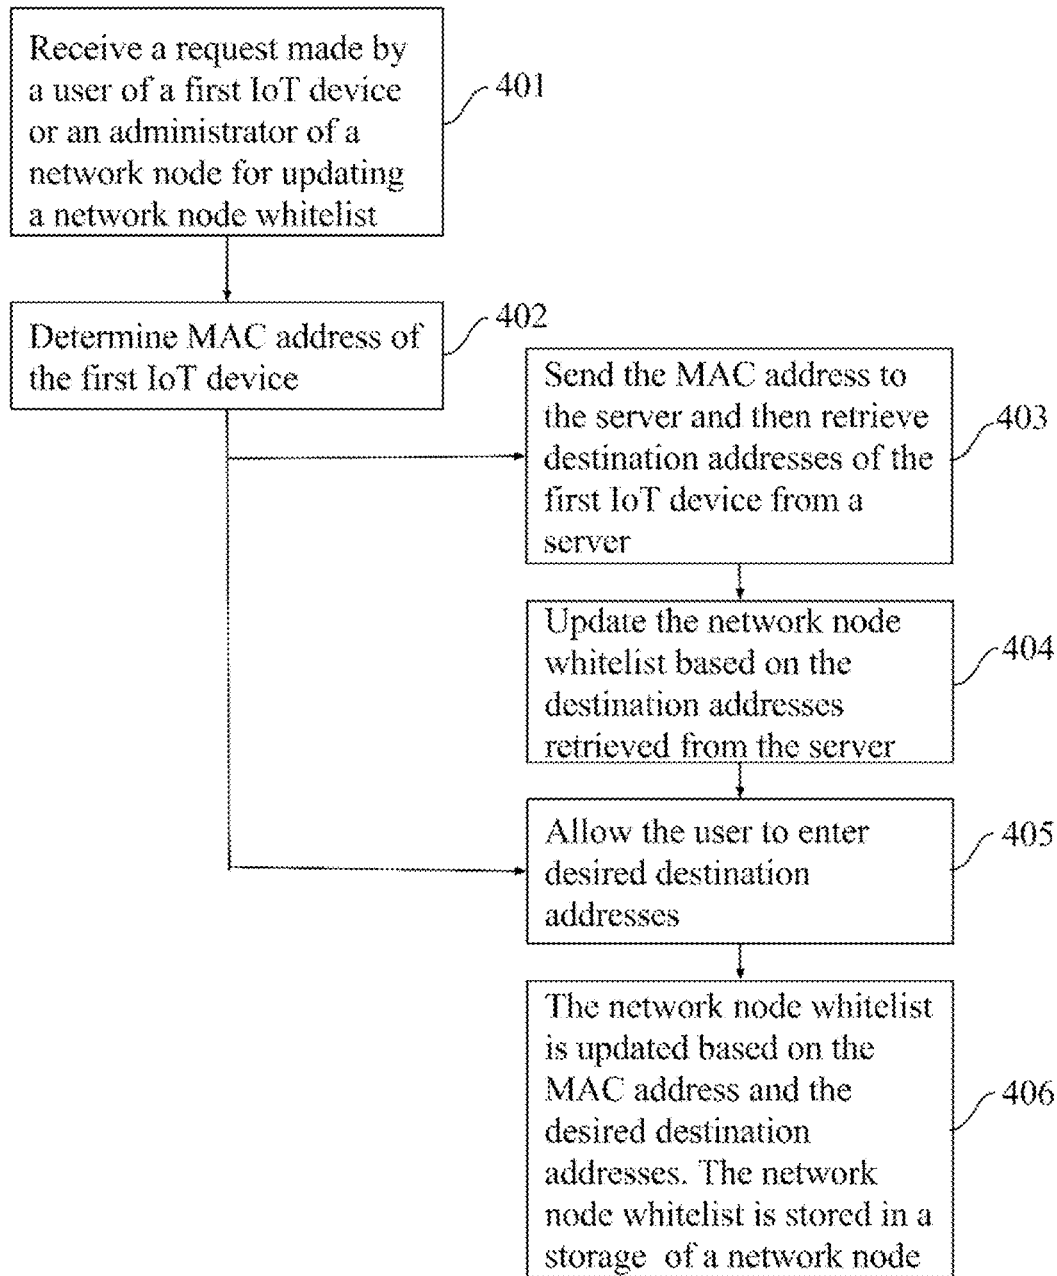 Receive a request made by
a user of a first IoT device
or an administrator of a
network node for updating
a network node whitelist
401
Determine MAC address of
the first IoT device
402
Send the MAC address to
the server and then retrieve
destination addresses of the
first IoT device from a
server
403
Update the network node
whitelist based on the
destination addresses
retrieved from the server
404
Allow the user to enter
desired destination
addresses
405
The network node whitelist
is updated based on the
MAC address and the
desired destination
addresses. The network
node whitelist is stored in a
storage of a network node
406